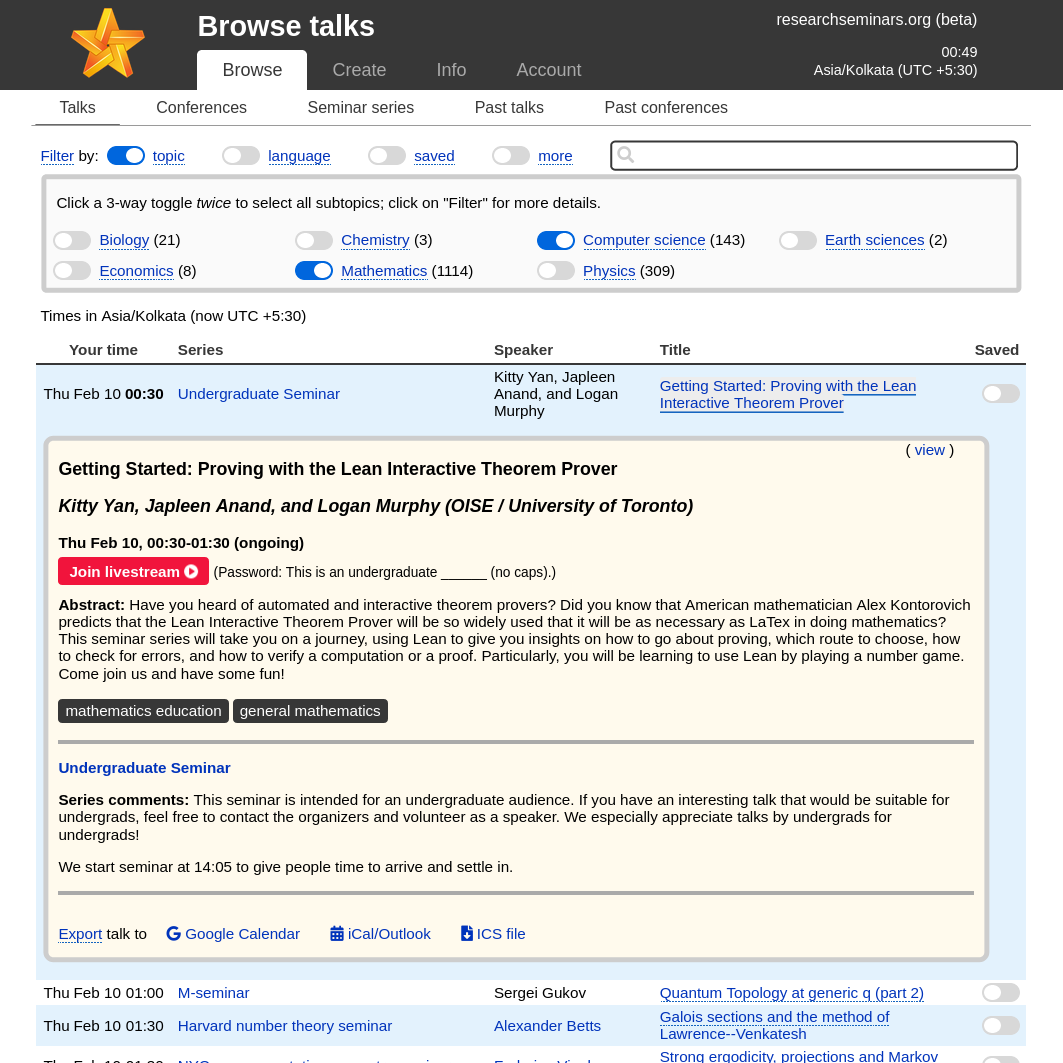 Browse talks
researchseminars.org (beta)
00:49
Asia/Kolkata (UTC +5:30)
Browse Create Info Account
Talks Conferences Seminar series Past talks Past conferences
Filter by: topic language saved more
Click a 3-way toggle twice to select all subtopics; click on "Filter" for more details.
Biology (21) Chemistry (3) Computer science (143) Earth sciences (2)
Economics (8) Mathematics (1114) Physics (309)
Times in Asia/Kolkata (now UTC +5:30)
Your time Series Speaker Title Saved
Thu Feb 10 00:30 Undergraduate Seminar
Kitty Yan, Japleen
Anand, and Logan
Murphy
Getting Started: Proving with the Lean
Interactive Theorem Prover
( view )
Getting Started: Proving with the Lean Interactive Theorem Prover
Kitty Yan, Japleen Anand, and Logan Murphy (OISE / University of Toronto)
Thu Feb 10, 00:30-01:30 (ongoing)
Join livestream (Password: This is an undergraduate ______ (no caps).)
Abstract: Have you heard of automated and interactive theorem provers? Did you know that American mathematician Alex Kontorovich
predicts that the Lean Interactive Theorem Prover will be so widely used that it will be as necessary as LaTex in doing mathematics?
This seminar series will take you on a journey, using Lean to give you insights on how to go about proving, which route to choose, how
to check for errors, and how to verify a computation or a proof. Particularly, you will be learning to use Lean by playing a number game.
Come join us and have some fun!
mathematics education general mathematics
Undergraduate Seminar
Series comments: This seminar is intended for an undergraduate audience. If you have an interesting talk that would be suitable for
undergrads, feel free to contact the organizers and volunteer as a speaker. We especially appreciate talks by undergrads for
undergrads!
We start seminar at 14:05 to give people time to arrive and settle in.
Export talk to Google Calendar iCal/Outlook ICS file
Thu Feb 10 01:00 M-seminar Sergei Gukov Quantum Topology at generic q (part 2)
Thu Feb 10 01:30 Harvard number theory seminar Alexander Betts
Galois sections and the method of
Lawrence--Venkatesh
Strong ergodicity, projections and Markov